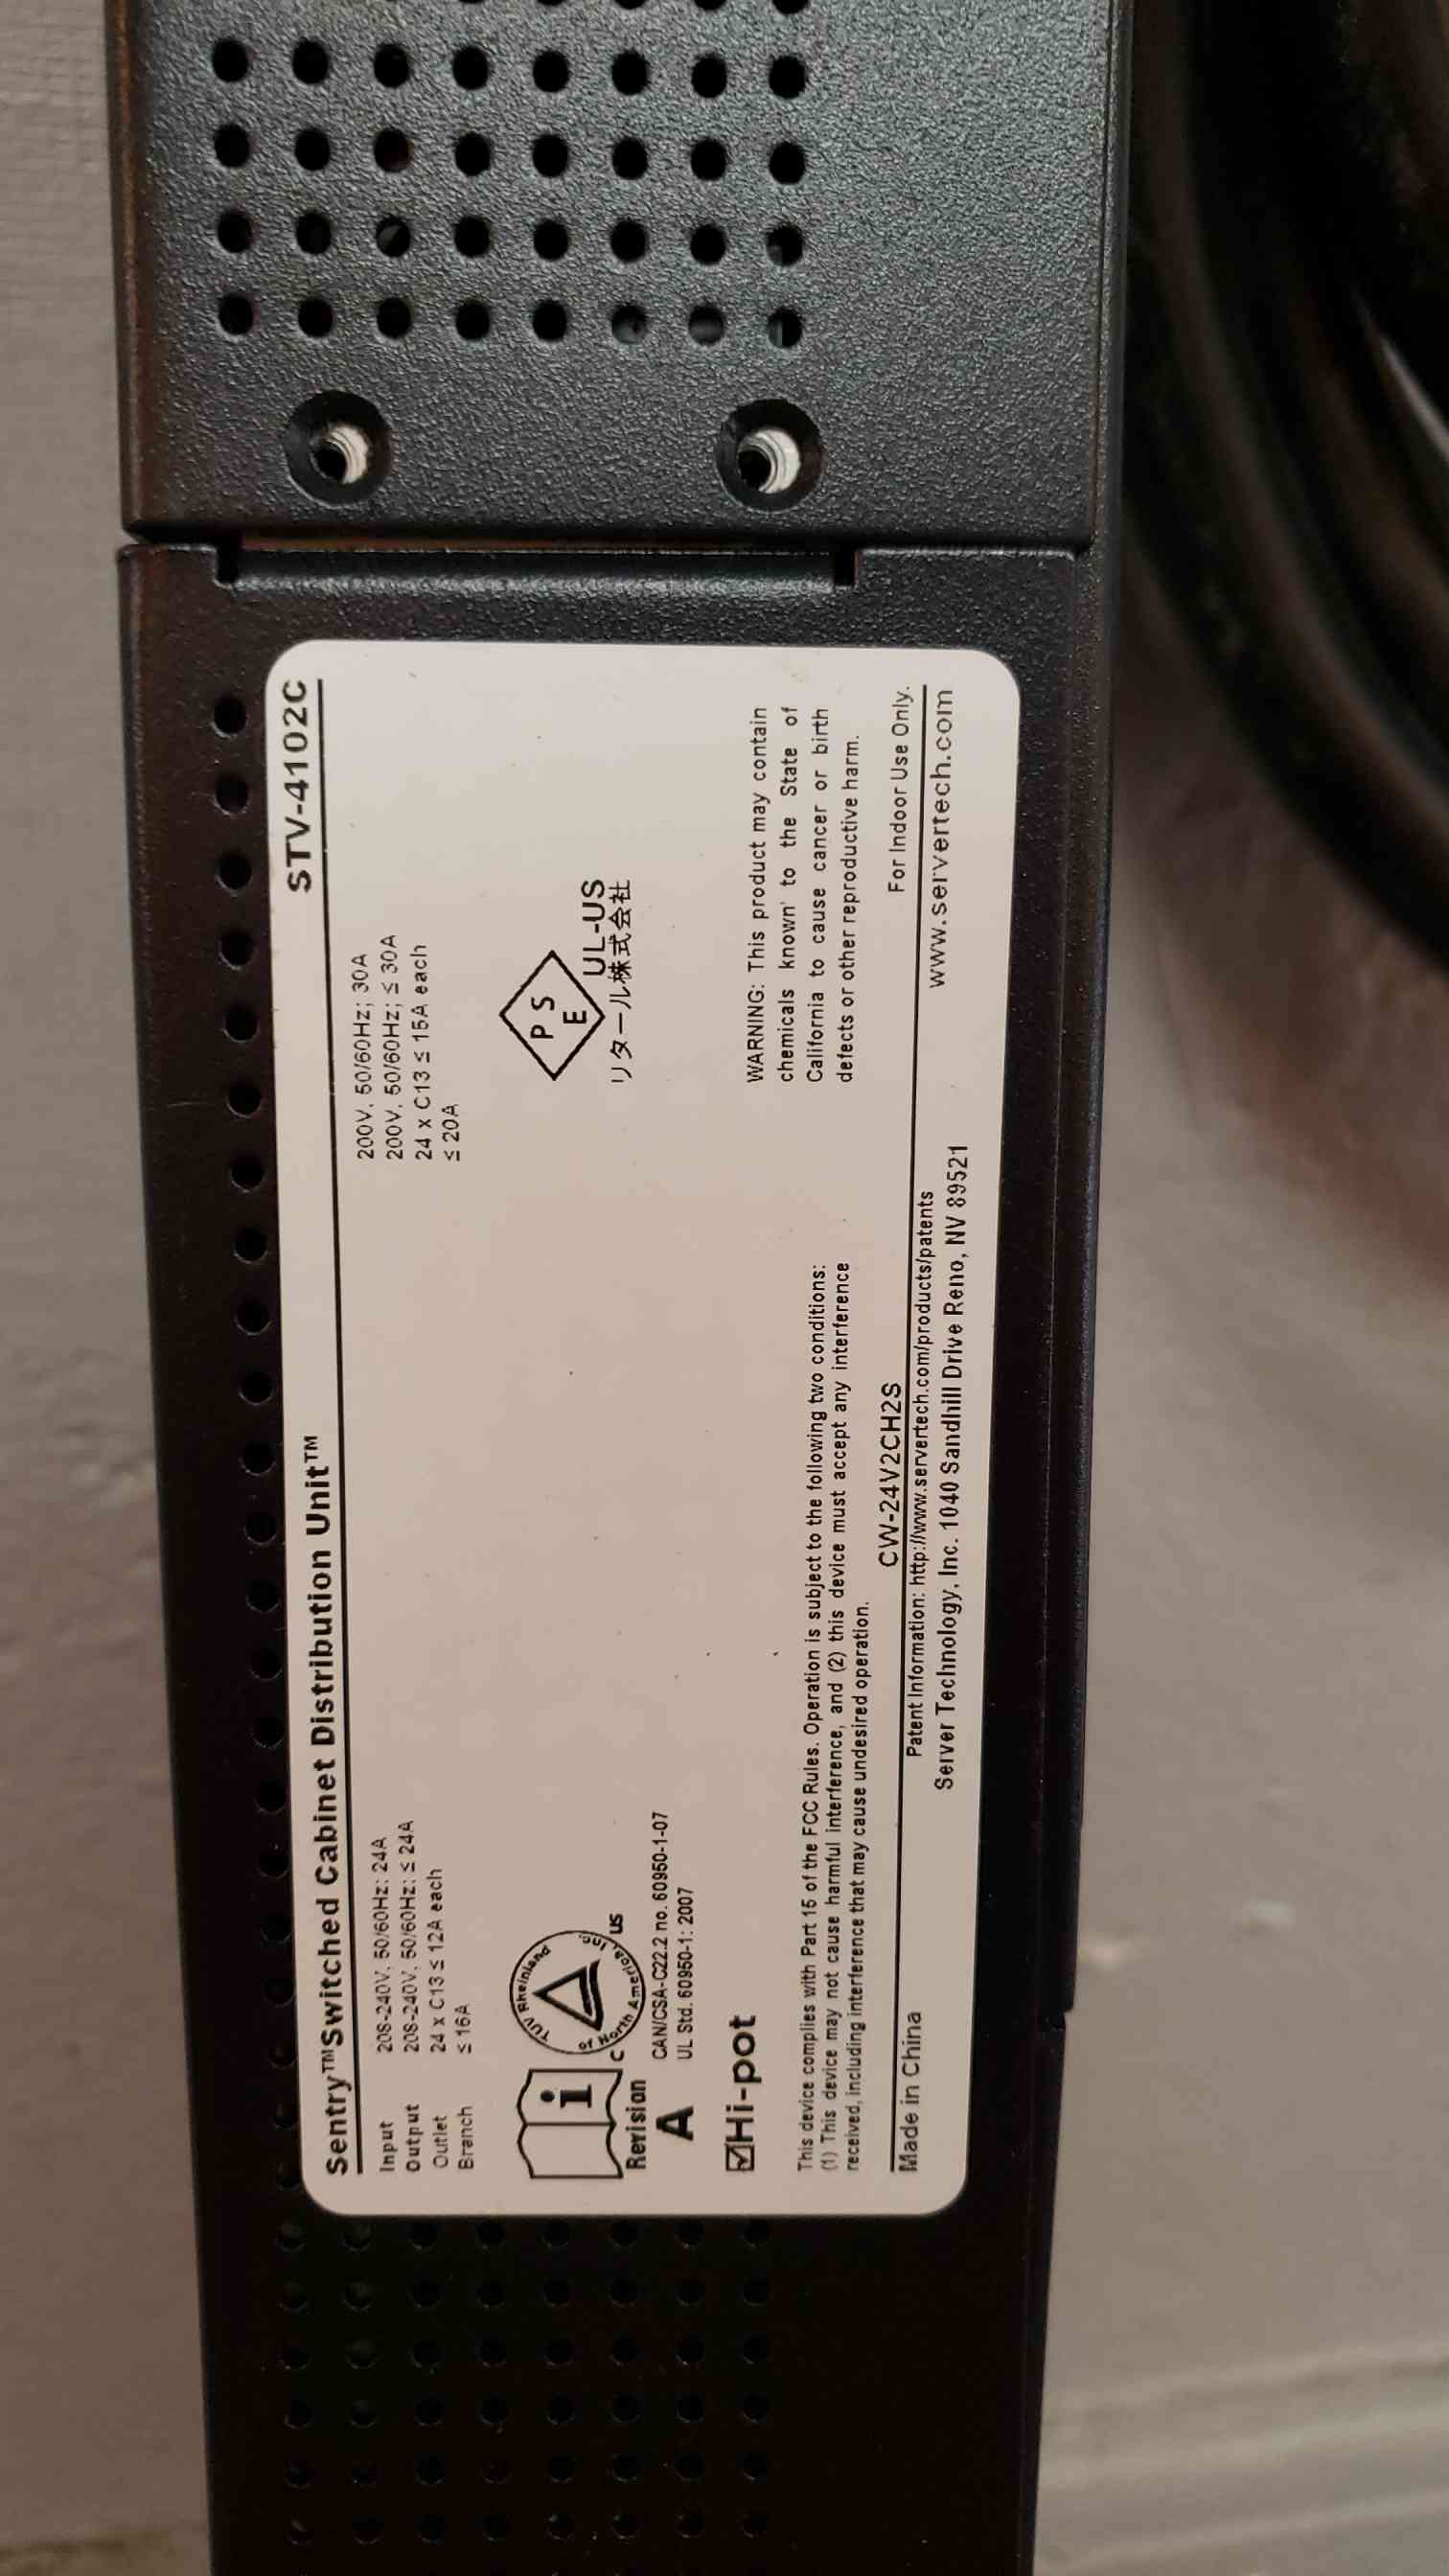 Sentry™Switched Cabinet Distribution Unit™ STV-4102C
Input 208-240V, 50/60Hz; 24A 200V, 50/60Hz; 30A
Output 208-240V, 50/60Hz; ≤ 24A 200V, 50/60Hz; ≤ 30A
Outlet 24 x C13 ≤ 12A each 24 x C13 ≤ 15A each
Branch ≤ 16A ≤ 20A
i
TUV Rheinland
of North America, Inc.
C US
Revision
A
CAN/CSA-C22.2 no. 60950-1-07
UL Std. 60950-1: 2007
P S
E
UL-US
リタール株式会社
Hi-pot
WARNING: This product may contain
chemicals known' to the State of
California to cause cancer or birth
defects or other reproductive harm.
This device complies with Part 15 of the FCC Rules. Operation is subject to the following two conditions:
(1) This device may not cause harmful interference, and (2) this device must accept any interference
received, including interference that may cause undesired operation.
CW-24V2CH2S
For Indoor Use Only.
Made in China
Patent Information: http://www.servertech.com/products/patents
Server Technology, Inc. 1040 Sandhill Drive Reno, NV 89521
www.servertech.com